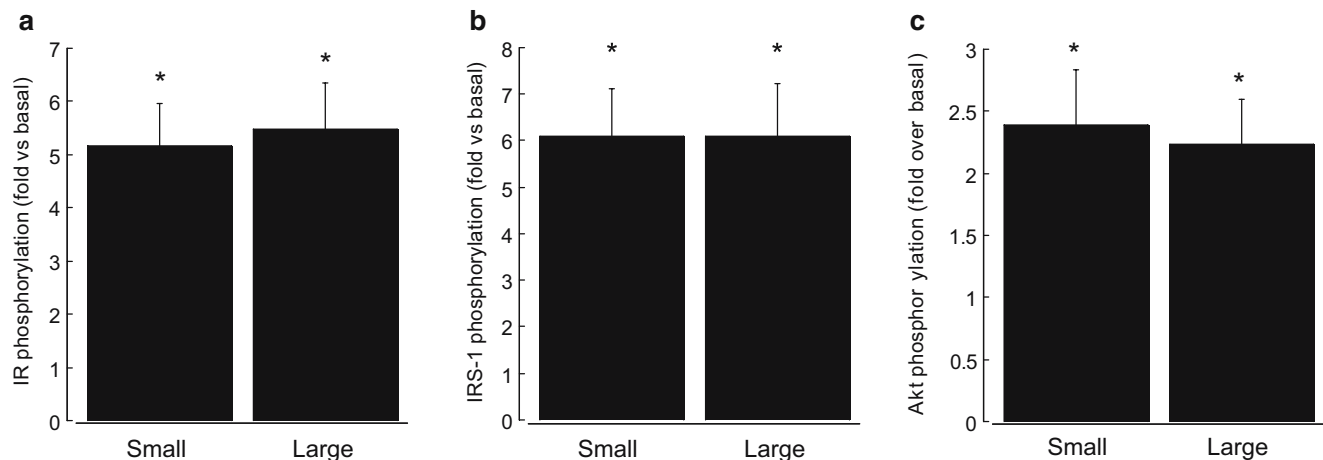 a
IR phosphorylation (fold vs basal)
7
6
5
4
3
2
1
0
*
*
Small
Large
b
IRS-1 phosphorylation (fold vs basal)
8
7
6
5
4
3
2
1
0
*
*
Small
Large
c
Akt phosphor ylation (fold over basal)
3
2.5
2
1.5
1
0.5
0
*
*
Small
Large